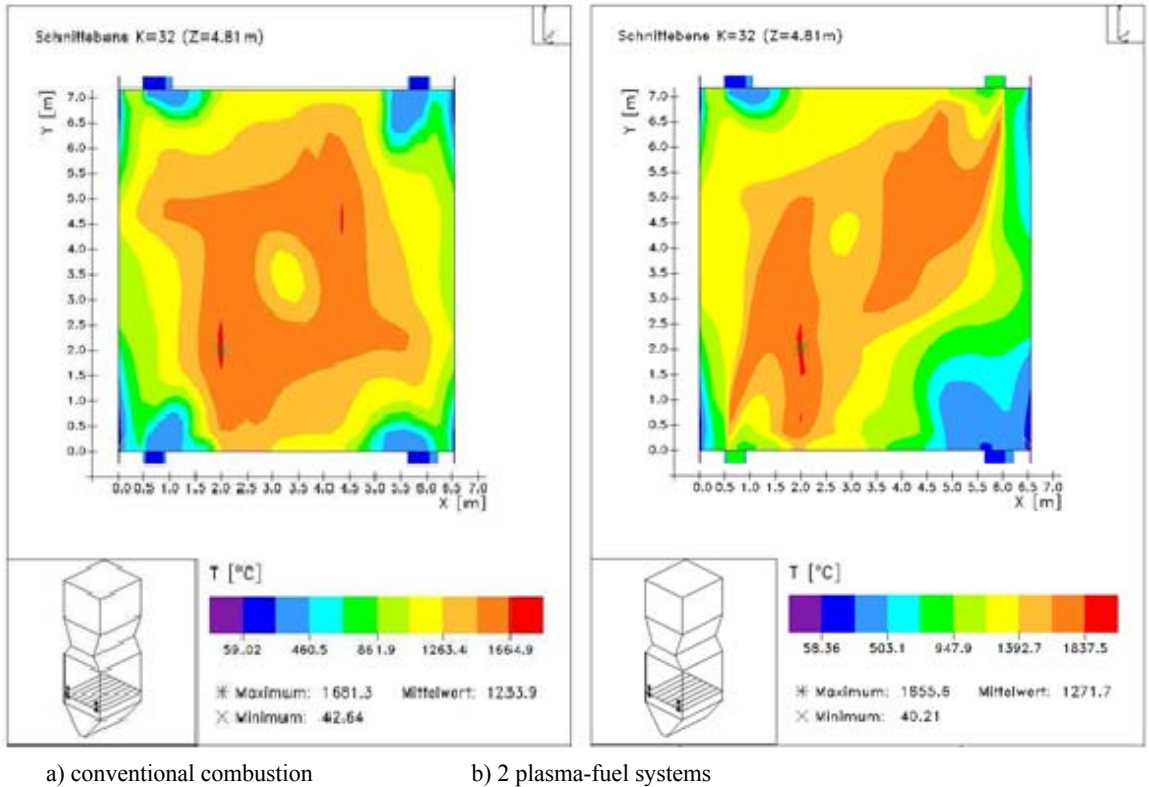 Schnittebene K=32 (Z=4.81m)
Y [m]
7.0
6.5
6.0
5.5
5.0
4.5
4.0
3.5
3.0
2.5
2.0
1.5
1.0
0.5
0.0
0.0 0.5 1.0 1.5 2.0 2.5 3.0 3.5 4.0 4.5 5.0 5.5 6.0 6.5 7.0
X [m]
T [°C]
59.02 460.5 861.9 1263.4 1664.9
Maximum: 1681.3 Mittelwert: 1233.9
Minimum: 42.64
a) conventional combustion
Schnittebene K=32 (Z=4.81m)
Y [m]
7.0
6.5
6.0
5.5
5.0
4.5
4.0
3.5
3.0
2.5
2.0
1.5
1.0
0.5
0.0
0.0 0.5 1.0 1.5 2.0 2.5 3.0 3.5 4.0 4.5 5.0 5.5 6.0 6.5 7.0
X [m]
T [°C]
58.36 503.1 947.9 1392.7 1837.5
Maximum: 1855.6 Mittelwert: 1271.7
Minimum: 40.21
b) 2 plasma-fuel systems